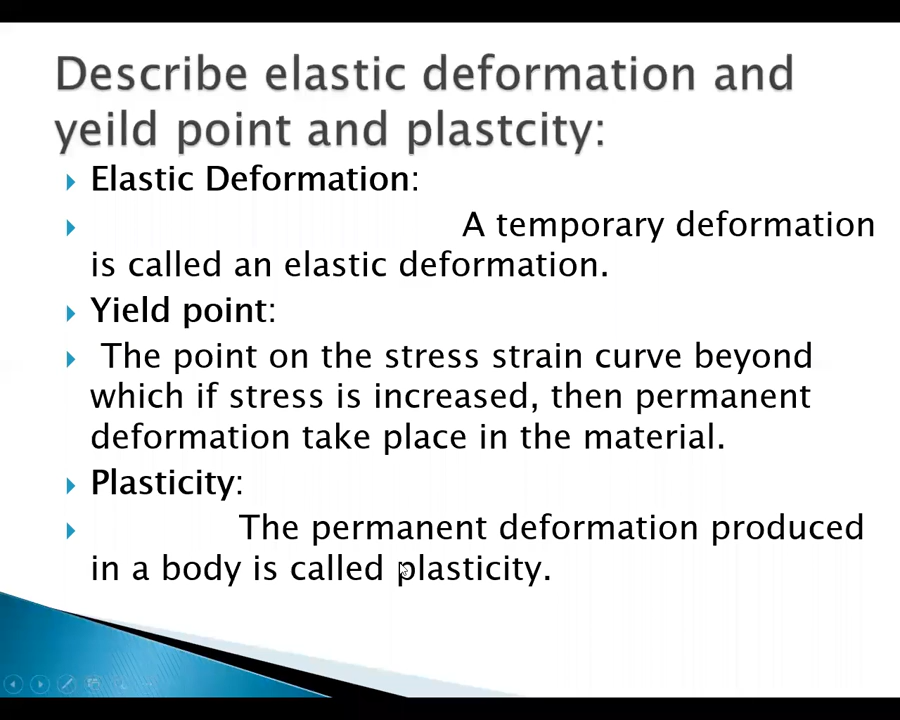 Describe elastic deformation and
yeild point and plastcity:
Elastic Deformation:
A temporary deformation
is called an elastic deformation.
Yield point:
The point on the stress strain curve beyond
which if stress is increased, then permanent
deformation take place in the material.
Plasticity:
The permanent deformation produced
in a body is called plasticity.